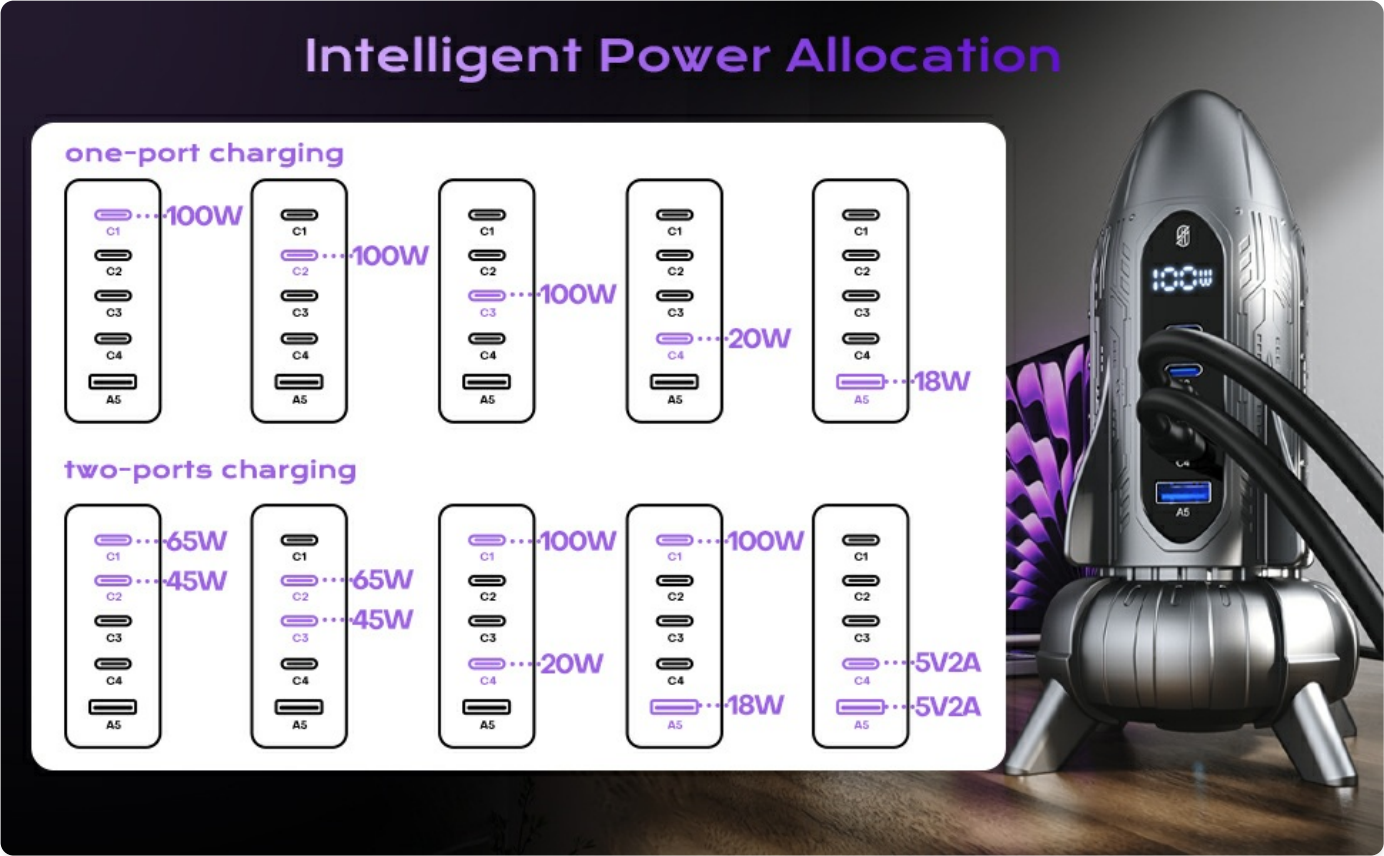 Intelligent Power Allocation
one-port charging
C1 100W
C2
C3
C4
A5
C1
C2 100W
C3
C4
A5
C1
C2
C3 100W
C4
A5
C1
C2
C3
C4 20W
A5
C1
C2
C3
C4
A5 18W
two-ports charging
C1 65W
C2 45W
C3
C4
A5
C1
C2 65W
C3 45W
C4
A5
C1 100W
C2
C3
C4 20W
A5
C1 100W
C2
C3
C4
A5 18W
C1
C2
C3
C4 5V2A
A5 5V2A
100W
C4
A5